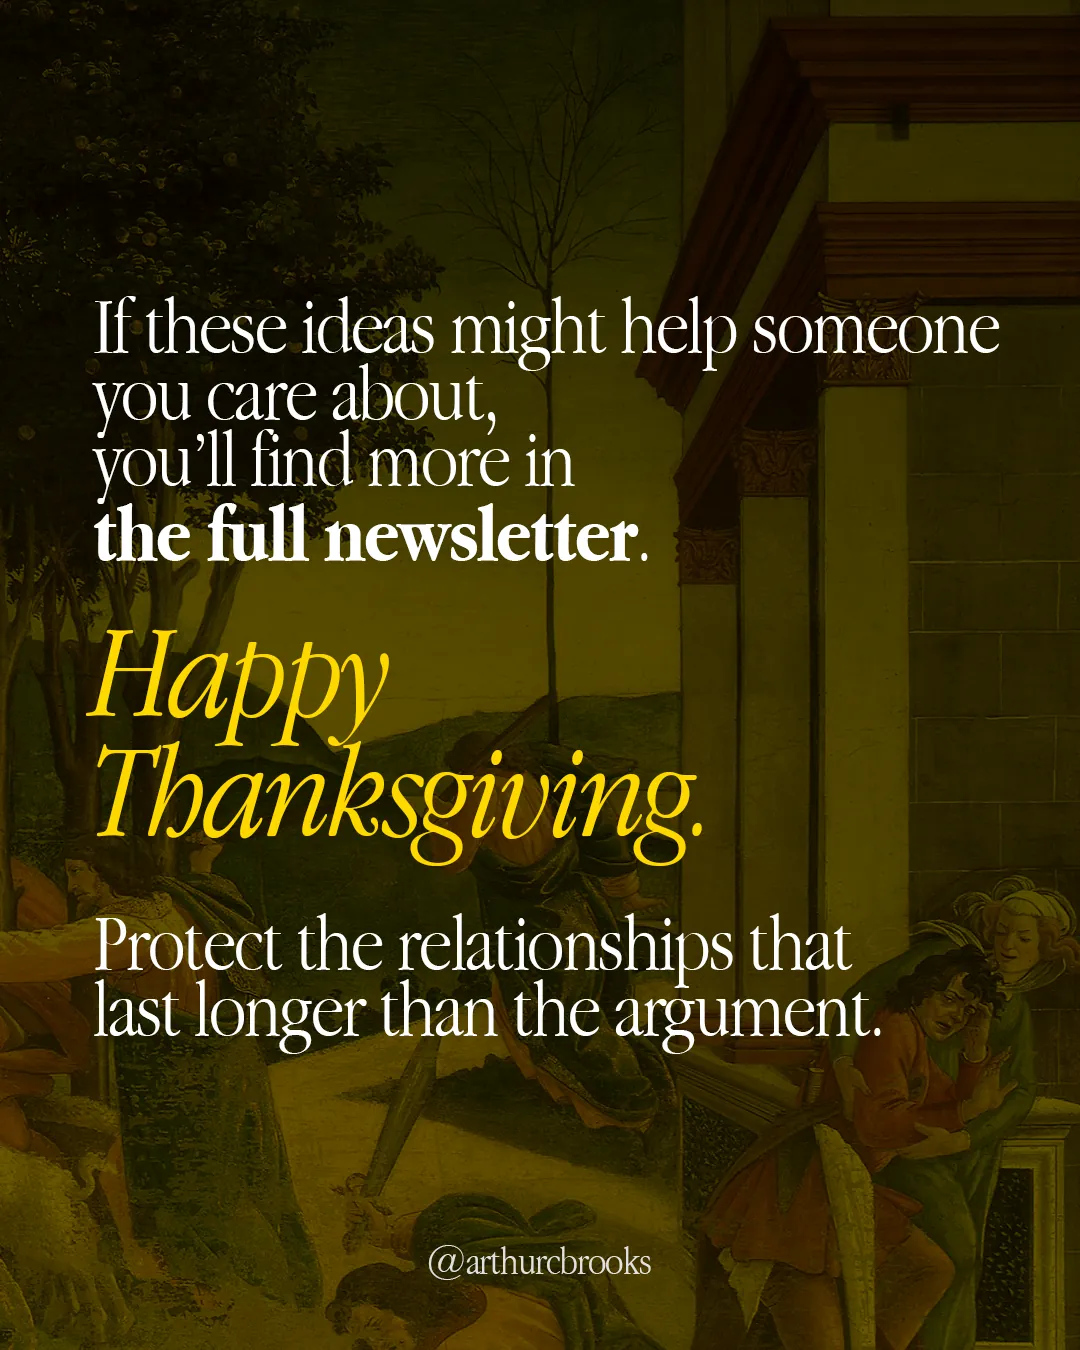 If these ideas might help someone
you care about,
you’ll find more in
the full newsletter.
Happy
Thanksgiving.
Protect the relationships that
last longer than the argument.
@arthurcbrooks